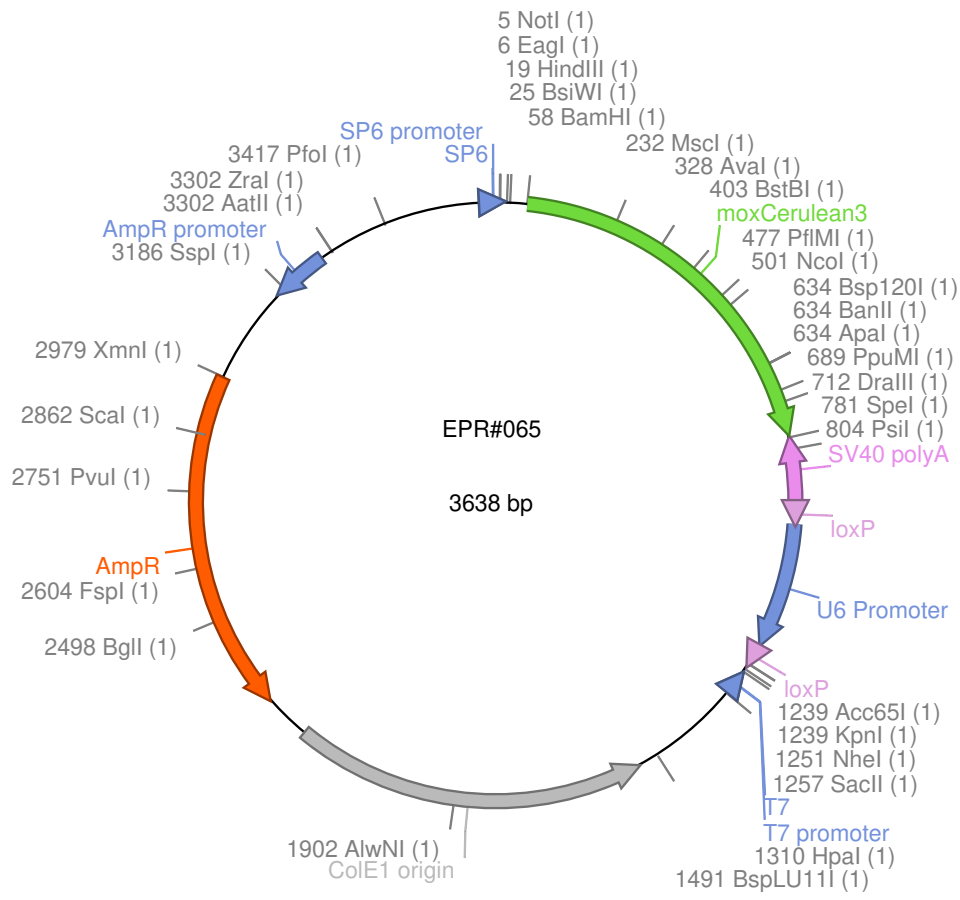 5 NotI (1)
6 EagI (1)
19 HindIII (1)
25 BsiWI (1)
58 BamHI (1)
SP6 promoter
SP6
232 MscI (1)
328 AvaI (1)
403 BstBI (1)
moxCerulean3
477 PflMI (1)
501 NcoI (1)
634 Bsp120I (1)
634 BanII (1)
634 ApaI (1)
689 PpuMI (1)
712 DraIII (1)
781 SpeI (1)
804 PsiI (1)
SV40 polyA
loxP
U6 Promoter
loxP
1239 Acc65I (1)
1239 KpnI (1)
1251 NheI (1)
1257 SacII (1)
T7
T7 promoter
1310 HpaI (1)
1491 BspLU11I (1)
1902 AlwNI (1)
ColE1 origin
2498 BglI (1)
2604 FspI (1)
AmpR
2751 PvuI (1)
2862 ScaI (1)
2979 XmnI (1)
3186 SspI (1)
AmpR promoter
3302 AatII (1)
3302 ZraI (1)
3417 PfoI (1)
EPR#065
3638 bp